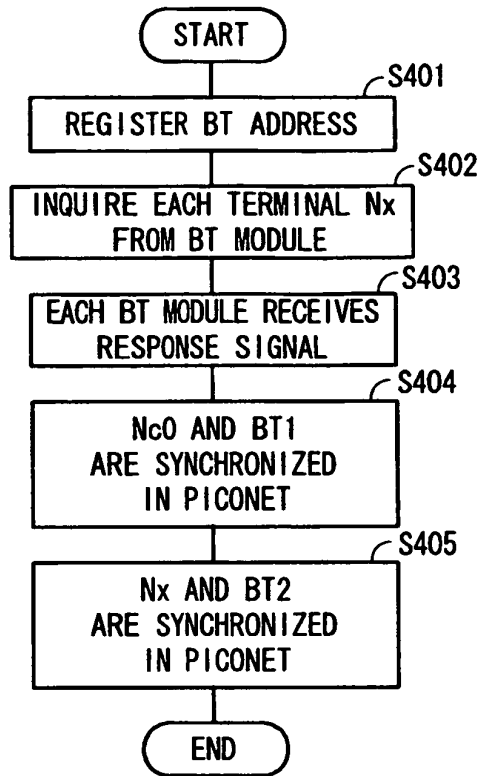 START
S401
REGISTER BT ADDRESS
S402
INQUIRE EACH TERMINAL Nx
FROM BT MODULE
S403
EACH BT MODULE RECEIVES
RESPONSE SIGNAL
S404
Nc0 AND BT1
ARE SYNCHRONIZED
IN PICONET
S405
Nx AND BT2
ARE SYNCHRONIZED
IN PICONET
END